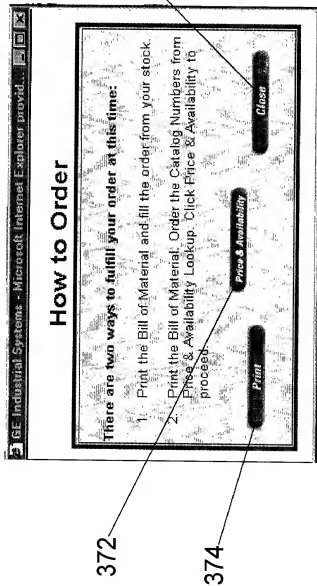 GE Industrial Systems - Microsoft Internet Explorer provid...
How to Order
There are two ways to fulfill your order at this time:
1. Print the Bill of Material and fill the order from your stock.
2. Print the Bill of Material. Order the Catalog Numbers from
Price & Availability Lookup. Click Price & Availability to
proceed.
Print
Price & Availability
Close
372
374